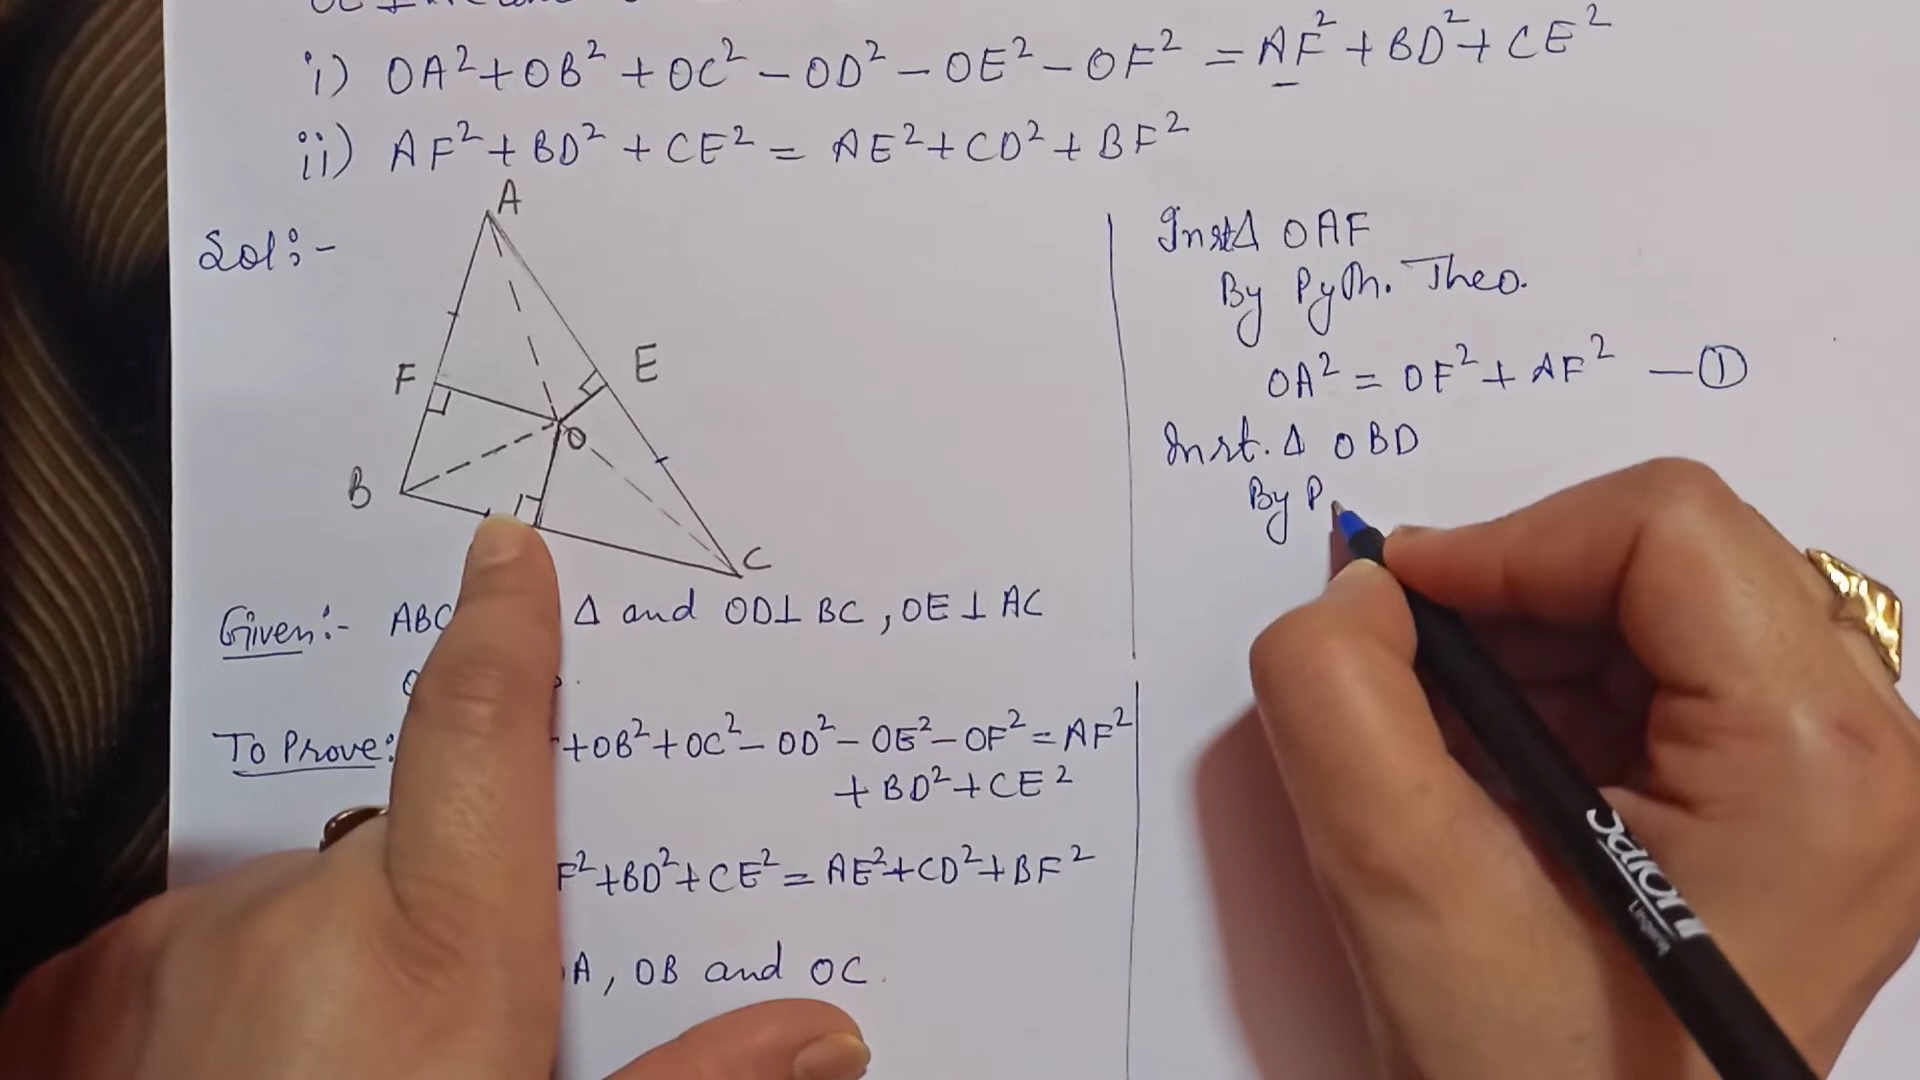 i) OA²+OB²+OC²-OD²-OE²-OF² = AF²+BD²+CE²
ii) AF²+BD²+CE² = AE²+CD²+BF²
Sol:-
A
F
E
O
B
C
Given:- ABC Δ and OD⊥BC, OE⊥AC
To Prove: +OB²+OC²-OD²-OE²-OF²=AF²
+BD²+CE²
F²+BD²+CE²=AE²+CD²+BF²
A, OB and OC.
In rt Δ OAF
By Pyth. Theo.
OA² = OF²+AF² —①
In rt. Δ OBD
By P
Saloni